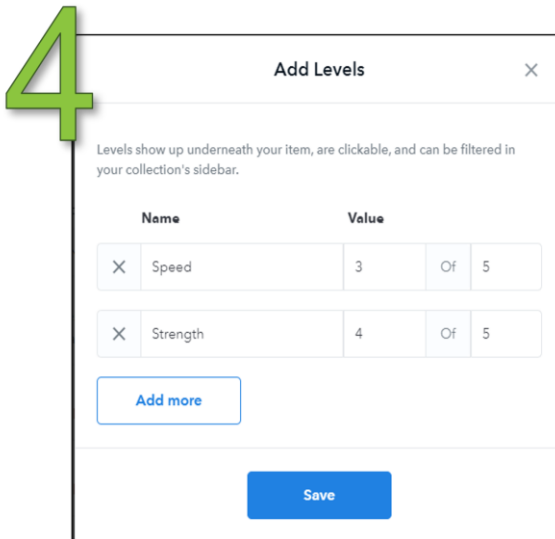 4
Add Levels
Levels show up underneath your item, are clickable, and can be filtered in
your collection's sidebar.
Name Value
Speed 3 Of 5
Strength 4 Of 5
Add more
Save